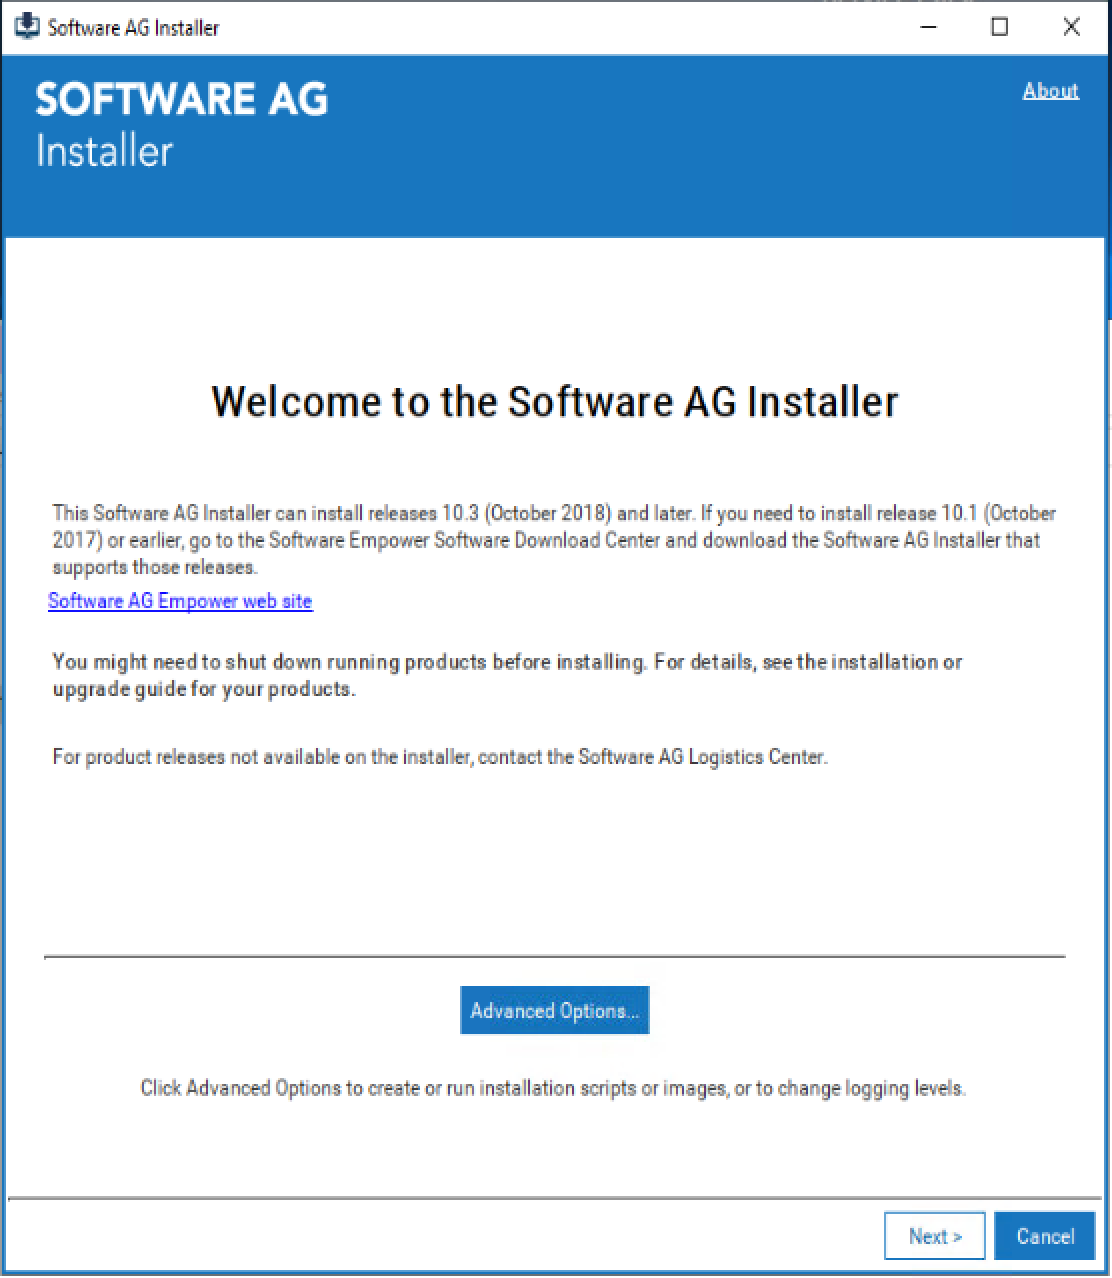 Software AG Installer
SOFTWARE AG
Installer
About
Welcome to the Software AG Installer
This Software AG Installer can install releases 10.3 (October 2018) and later. If you need to install release 10.1 (October
2017) or earlier, go to the Software Empower Software Download Center and download the Software AG Installer that
supports those releases.
Software AG Empower web site
You might need to shut down running products before installing. For details, see the installation or
upgrade guide for your products.
For product releases not available on the installer, contact the Software AG Logistics Center.
Advanced Options...
Click Advanced Options to create or run installation scripts or images, or to change logging levels.
Next >
Cancel